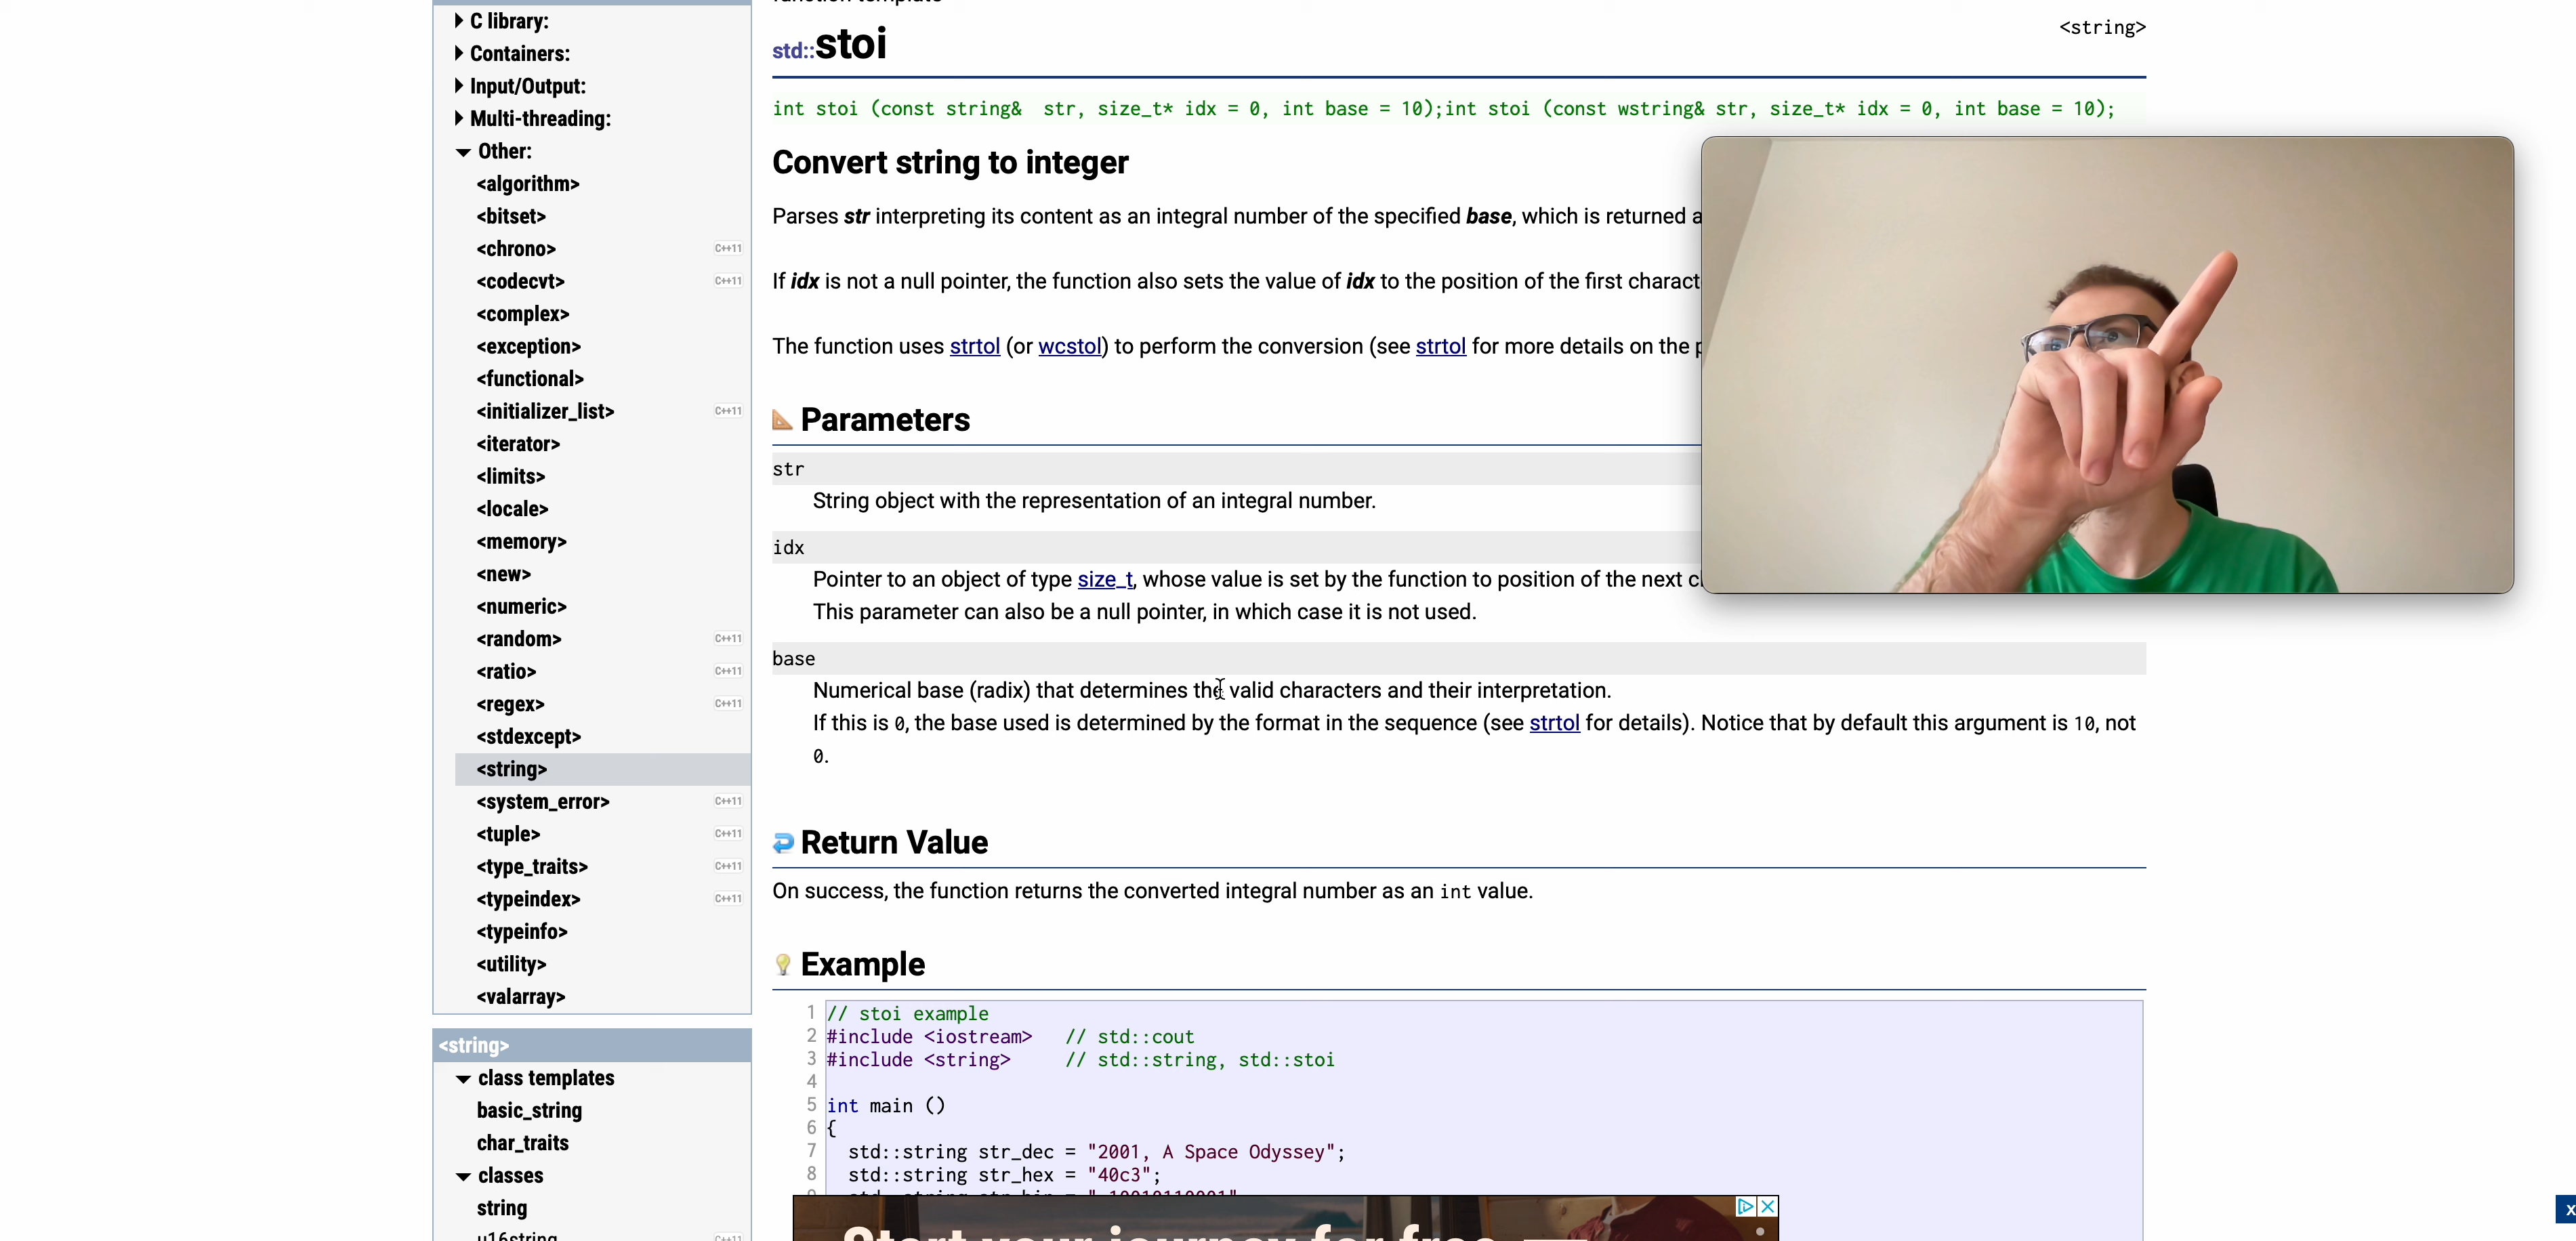 C library:
Containers:
Input/Output:
Multi-threading:
Other:
<algorithm>
<bitset>
<chrono> C++11
<codecvt> C++11
<complex>
<exception>
<functional>
<initializer_list> C++11
<iterator>
<limits>
<locale>
<memory>
<new>
<numeric>
<random> C++11
<ratio> C++11
<regex> C++11
<stdexcept>
<string>
<system_error> C++11
<tuple> C++11
<type_traits> C++11
<typeindex> C++11
<typeinfo>
<utility>
<valarray>
<string>
class templates
basic_string
char_traits
classes
string
u16string C++11
function template
<string>
std::stoi
int stoi (const string&  str, size_t* idx = 0, int base = 10);int stoi (const wstring& str, size_t* idx = 0, int base = 10);
Convert string to integer
Parses str interpreting its content as an integral number of the specified base, which is returned a
If idx is not a null pointer, the function also sets the value of idx to the position of the first charact
The function uses strtol (or wcstol) to perform the conversion (see strtol for more details on the p
Parameters
str
String object with the representation of an integral number.
idx
Pointer to an object of type size_t, whose value is set by the function to position of the next c
This parameter can also be a null pointer, in which case it is not used.
base
Numerical base (radix) that determines the valid characters and their interpretation.
If this is 0, the base used is determined by the format in the sequence (see strtol for details). Notice that by default this argument is 10, not
0.
Return Value
On success, the function returns the converted integral number as an int value.
Example
1 // stoi example
2 #include <iostream>   // std::cout
3 #include <string>     // std::string, std::stoi
4
5 int main ()
6 {
7   std::string str_dec = "2001, A Space Odyssey";
8   std::string str_hex = "40c3";
Start your journey for free
x